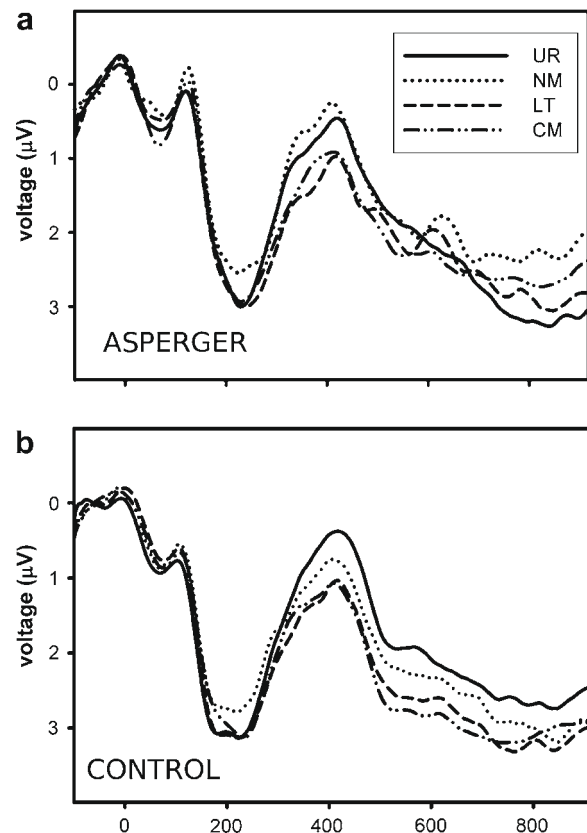 a
0
1
2
3
voltage (μV)
UR
NM
LT
CM
ASPERGER
b
0
1
2
3
voltage (μV)
CONTROL
0 200 400 600 800